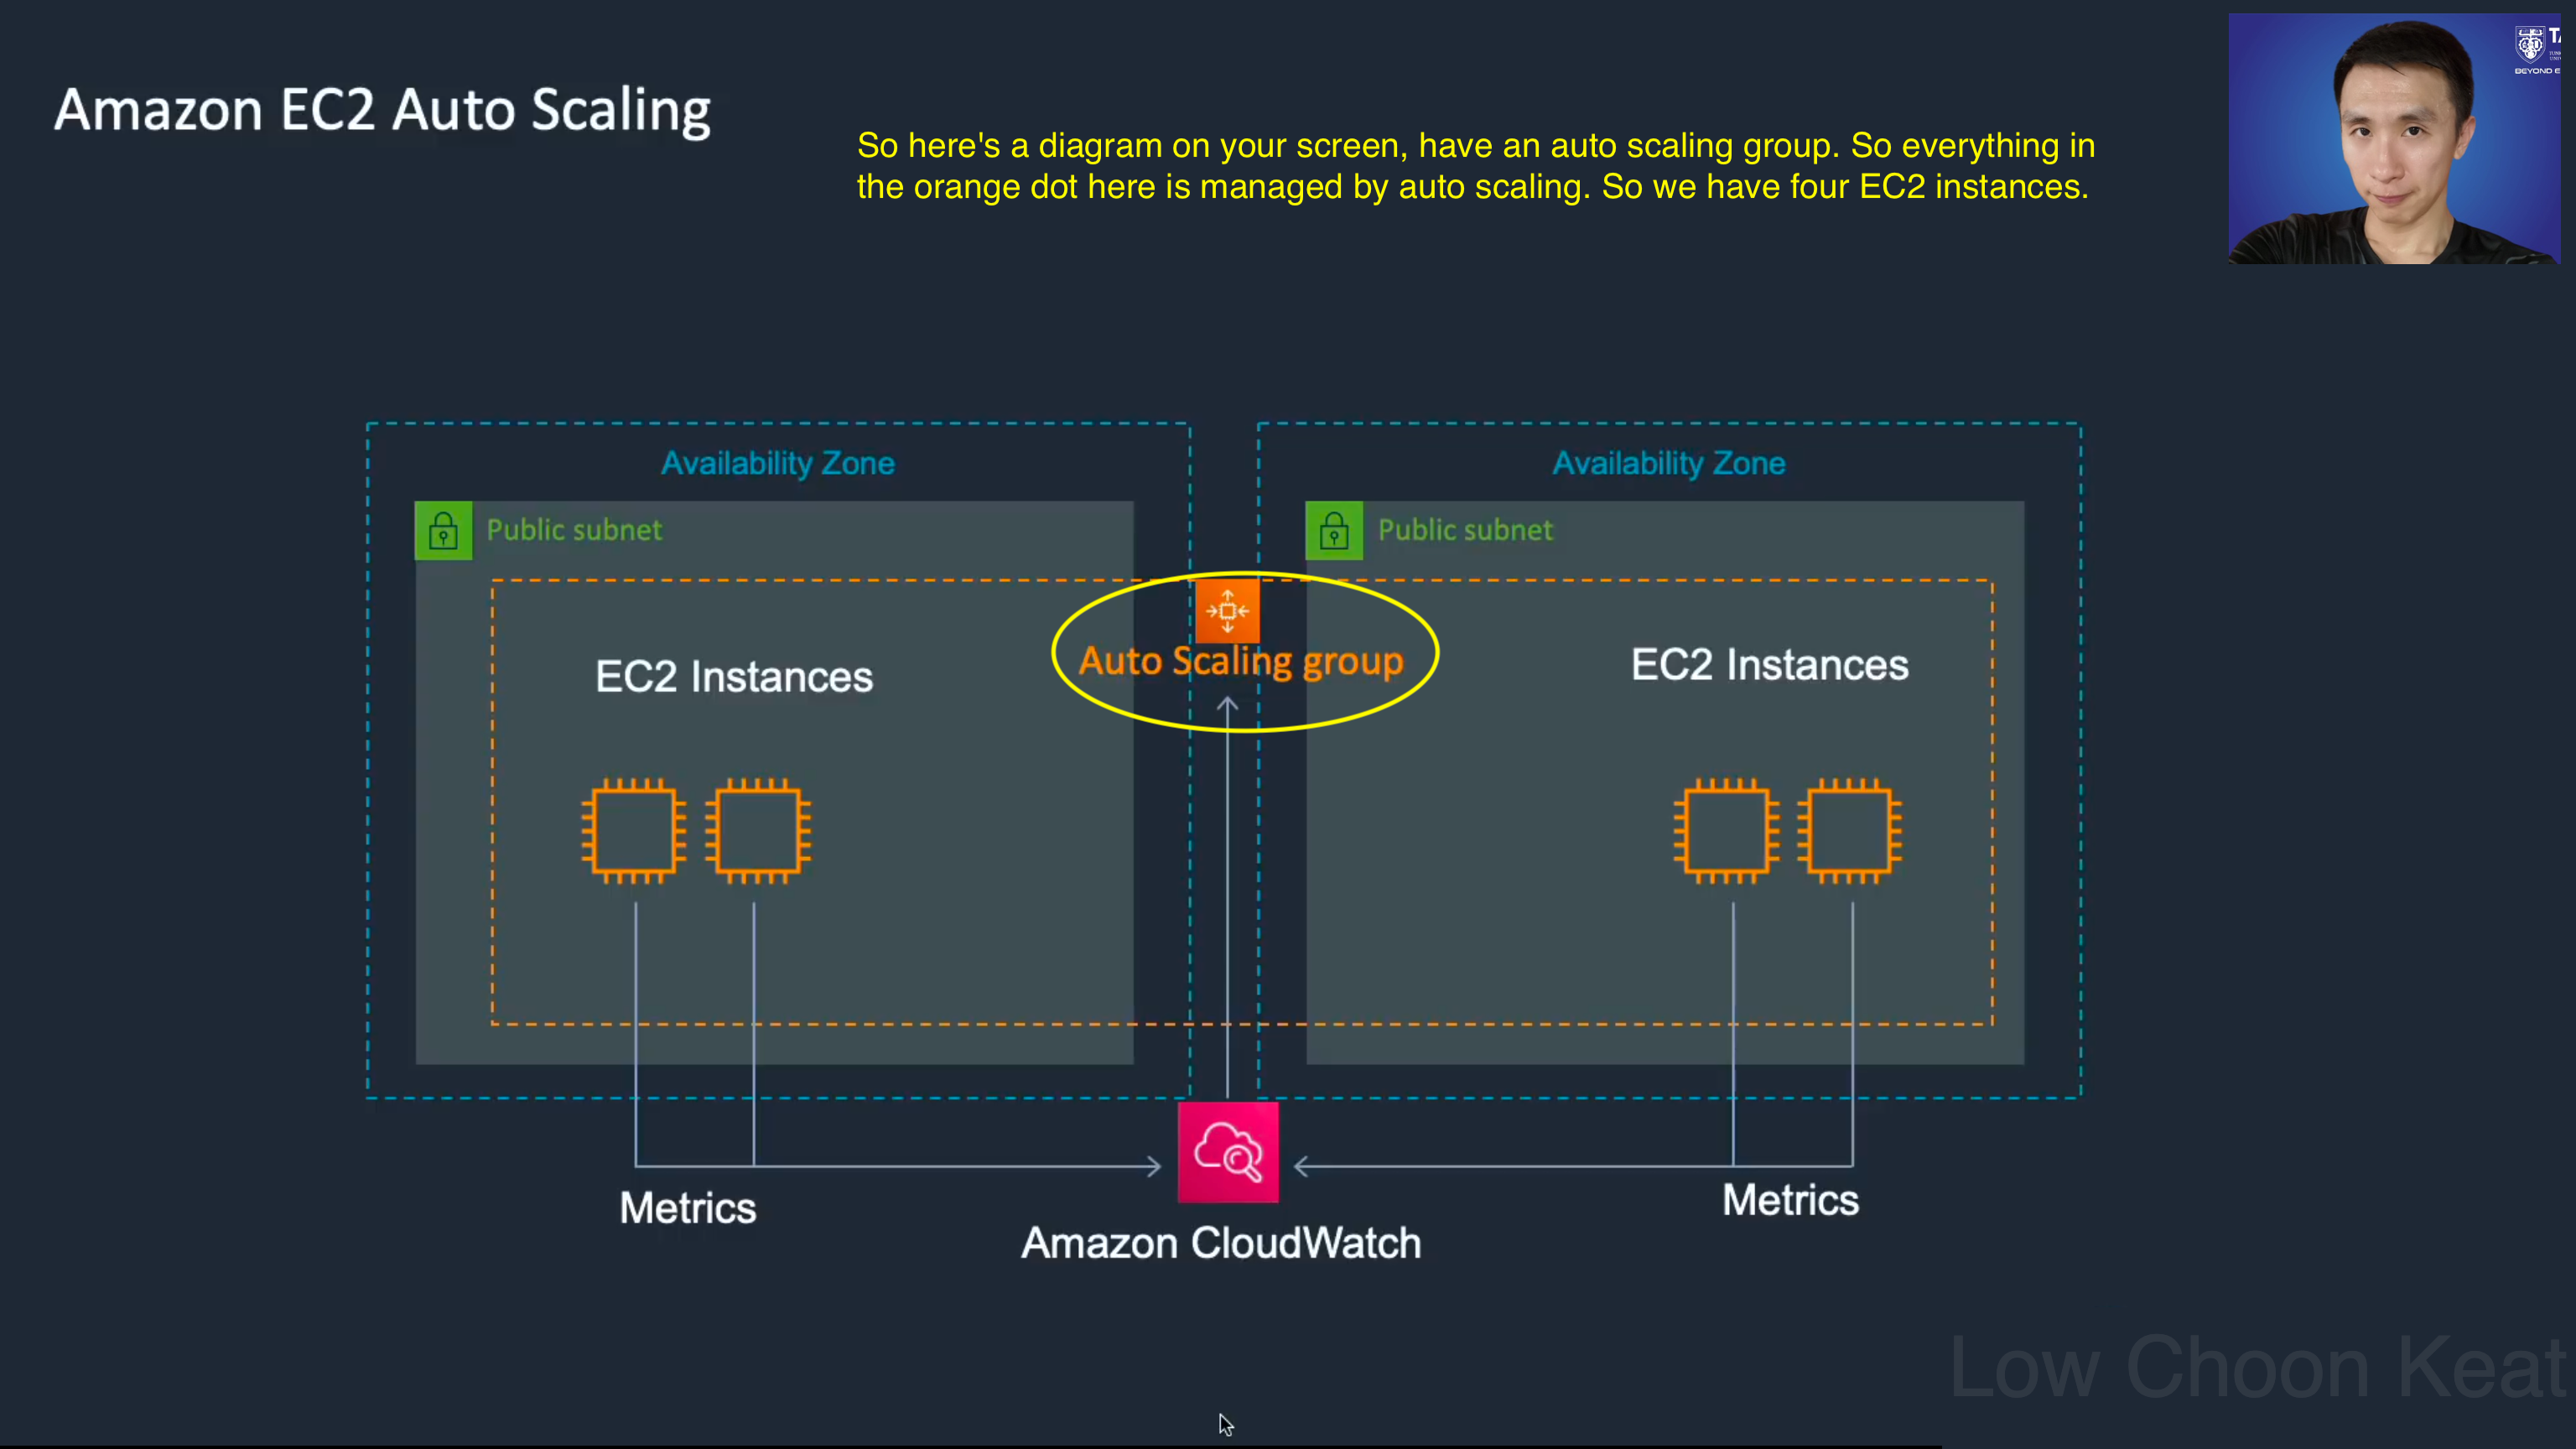 Amazon EC2 Auto Scaling
So here's a diagram on your screen, have an auto scaling group. So everything in
the orange dot here is managed by auto scaling. So we have four EC2 instances.
BEYOND E
Availability Zone
Availability Zone
Public subnet
Public subnet
Auto Scaling group
EC2 Instances
EC2 Instances
Metrics
Metrics
Amazon CloudWatch
Low Choon Keat